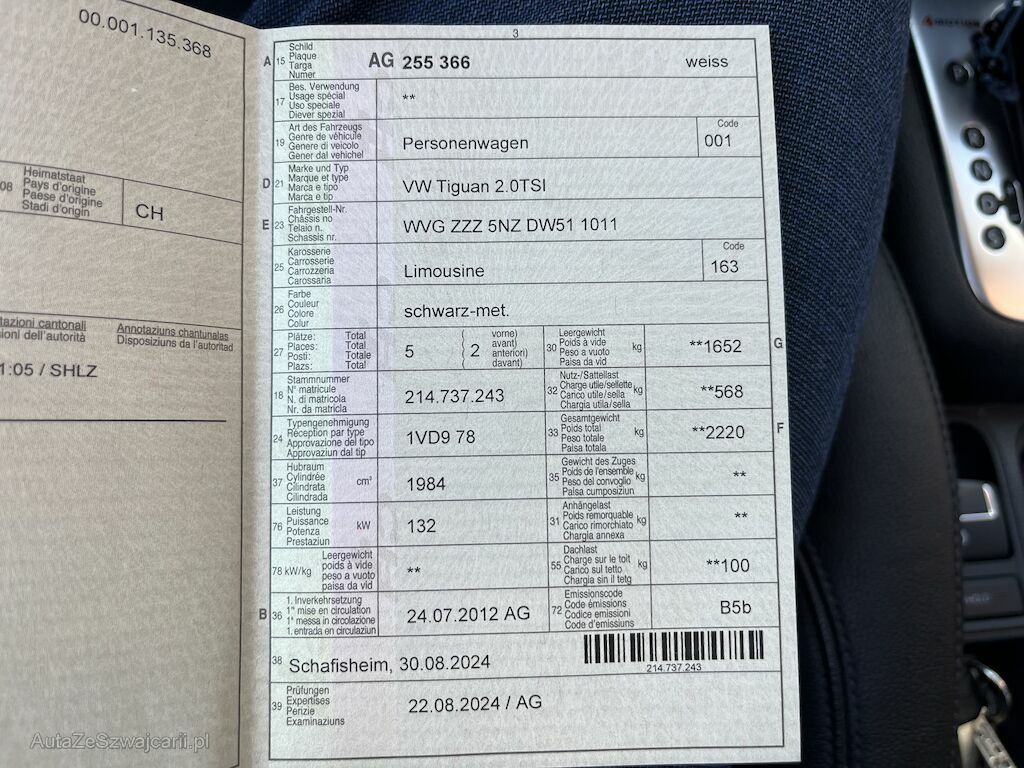 00.001.135.368
08
Heimatstaat
Pays d'origine
Paese d'origine
Stadi d'origin
CH
tazioni cantonali
ioni dell'autorità
Annotaziuns chantunalas
Disposiziuns da l'autoritad
1:05 / SHLZ
3
A 15
Schild
Plaque
Targa
Numer
AG 255 366
weiss
17
Bes. Verwendung
Usage spécial
Uso speciale
Diever spezial
**
19
Art des Fahrzeugs
Genre de véhicule
Genere di veicolo
Gener dal vehichel
Personenwagen
Code
001
D 21
Marke und Typ
Marque et type
Marca e tipo
Marca e tip
VW Tiguan 2.0TSI
E 23
Fahrgestell-Nr.
Châssis no
Telaio n.
Schassis nr.
WVG ZZZ 5NZ DW51 1011
25
Karosserie
Carrosserie
Carrozzeria
Carossaria
Limousine
Code
163
26
Farbe
Couleur
Colore
Colur
schwarz-met.
27
Plätze: Total
Places: Total
Posti: Totale
Plazs: Total
5
2
vorne)
avant)
anteriori)
davant)
30
Leergewicht
Poids à vide
Peso a vuoto
Paisa da vid
kg
**1652
G
18
Stammnummer
N° matricule
N. di matricola
Nr. da matricla
214.737.243
32
Nutz-/Sattellast
Charge utile/sellette
Carico utile/sella
Chargia utila/sella
kg
**568
24
Typengenehmigung
Réception par type
Approvazione del tipo
Approvaziun dal tip
1VD9 78
33
Gesamtgewicht
Poids total
Peso totale
Paisa totala
kg
**2220
F
37
Hubraum
Cylindrée
Cilindrata
Cilindrada
cm³
1984
35
Gewicht des Zuges
Poids de l'ensemble
Peso del convoglio
Paisa cumposiziun
kg
**
76
Leistung
Puissance
Potenza
Prestaziun
kW
132
31
Anhängelast
Poids remorquable
Carico rimorchiato
Chargia annexa
kg
**
78 kW/kg
Leergewicht
poids à vide
peso a vuoto
paisa da vid
**
55
Dachlast
Charge sur le toit
Carico sul tetto
Chargia sin il tetg
kg
**100
B 36
1. Inverkehrsetzung
1re mise en circulation
1a messa in circolazione
1. entrada en circulaziun
24.07.2012 AG
72
Emissionscode
Code émissions
Codice emissioni
Code d'emissiuns
B5b
38
Schafisheim, 30.08.2024
214.737.243
39
Prüfungen
Expertises
Perizie
Examinaziuns
22.08.2024 / AG
AutaZeSzwajcarii.pl